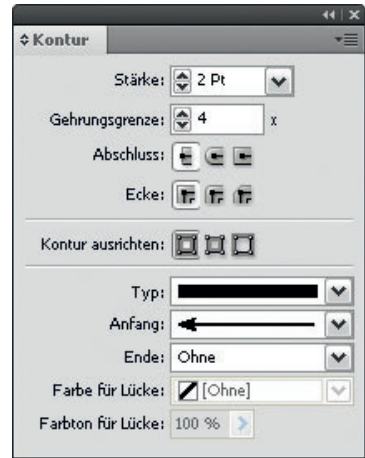 Kontur
Stärke: 2 Pt
Gehrungsgrenze: 4 x
Abschluss:
Ecke:
Kontur ausrichten:
Typ:
Anfang:
Ende: Ohne
Farbe für Lücke: [Ohne]
Farbton für Lücke: 100 %